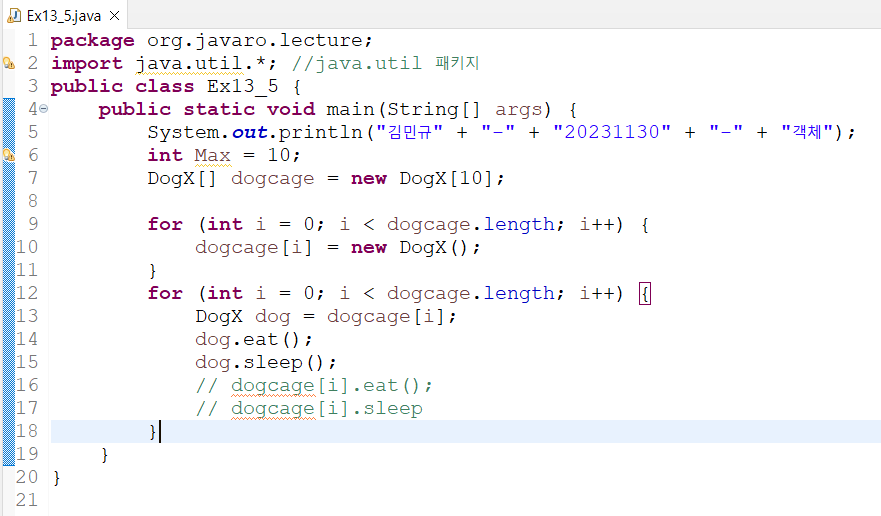 Ex13_5.java
1 package org.javaro.lecture;
2 import java.util.*; //java.util 패키지
3 public class Ex13_5 {
4 public static void main(String[] args) {
5 System.out.println("김민규" + "-" + "20231130" + "-" + "객체");
6 int Max = 10;
7 DogX[] dogcage = new DogX[10];
8
9 for (int i = 0; i < dogcage.length; i++) {
10 dogcage[i] = new DogX();
11 }
12 for (int i = 0; i < dogcage.length; i++) {
13 DogX dog = dogcage[i];
14 dog.eat();
15 dog.sleep();
16 // dogcage[i].eat();
17 // dogcage[i].sleep
18 }
19 }
20 }
21